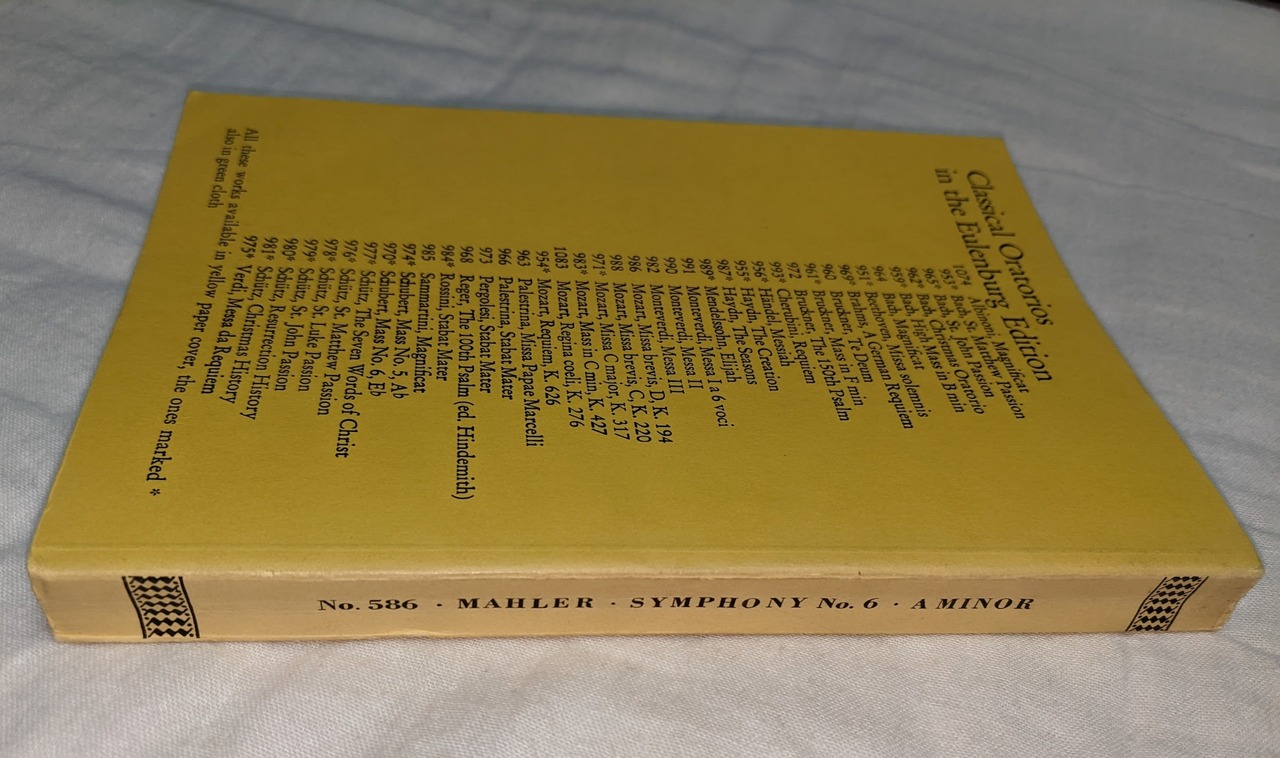 Classical Oratorios
in the Eulenburg Edition
1074 Albinoni, Magnificat
953* Bach, St. Matthew Passion
965* Bach, St. John Passion
962* Bach, Christmas Oratorio
959* Bach, High Mass in B min
964 Bach, Magnificat
951* Beethoven, Missa solemnis
969* Brahms, A German Requiem
960 Bruckner, Te Deum
961* Bruckner, Mass in F min
972 Bruckner, The 150th Psalm
993* Cherubini, Requiem
956* Händel, Messiah
955* Haydn, The Creation
987* Haydn, The Seasons
989* Mendelssohn, Elijah
991 Monteverdi, Messa 1 a 6 voci
990 Monteverdi, Messa II
982 Monteverdi, Messa III
986 Mozart, Missa brevis, D, K. 194
988 Mozart, Missa brevis, C, K. 220
971* Mozart, Missa C major, K. 317
983* Mozart, Mass in C min, K. 427
1083 Mozart, Regina coeli, K. 276
954* Mozart, Requiem, K. 626
963 Palestrina, Missa Papae Marcelli
966 Palestrina, Stabat Mater
973 Pergolesi, Stabat Mater
968 Reger, The 100th Psalm (ed. Hindemith)
984* Rossini, Stabat Mater
985 Sammartini, Magnificat
974* Schubert, Mass No. 5, Ab
970* Schubert, Mass No. 6, Eb
977* Schütz, The Seven Words of Christ
976* Schütz, St. Matthew Passion
978* Schütz, St. Luke Passion
979* Schütz, St. John Passion
980* Schütz, Resurrection History
981* Schütz, Christmas History
975* Verdi, Messa da Requiem
All these works available in yellow paper cover, the ones marked *
also in green cloth
No. 586 · MAHLER · SYMPHONY No. 6 · A MINOR